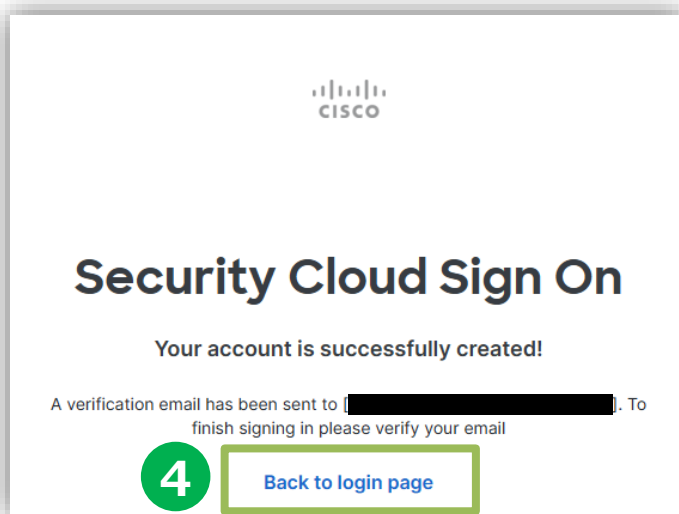 CISCO
Security Cloud Sign On
Your account is successfully created!
A verification email has been sent to [ ]. To
finish signing in please verify your email
4
Back to login page